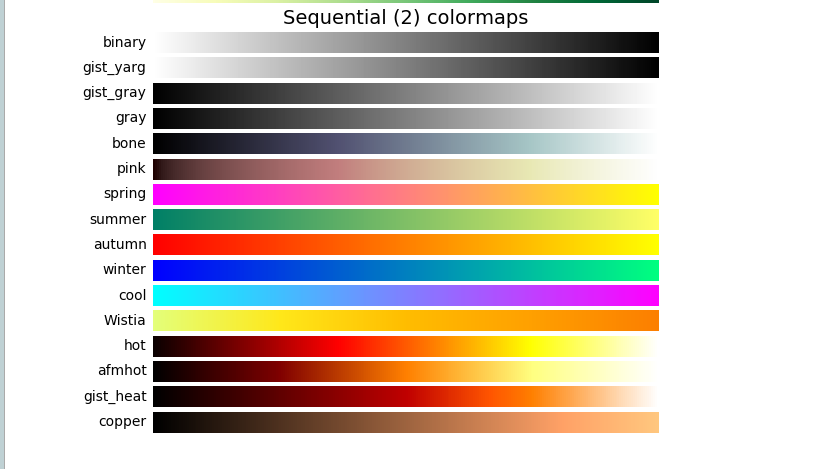 Sequential (2) colormaps
binary
gist_yarg
gist_gray
gray
bone
pink
spring
summer
autumn
winter
cool
Wistia
hot
afmhot
gist_heat
copper